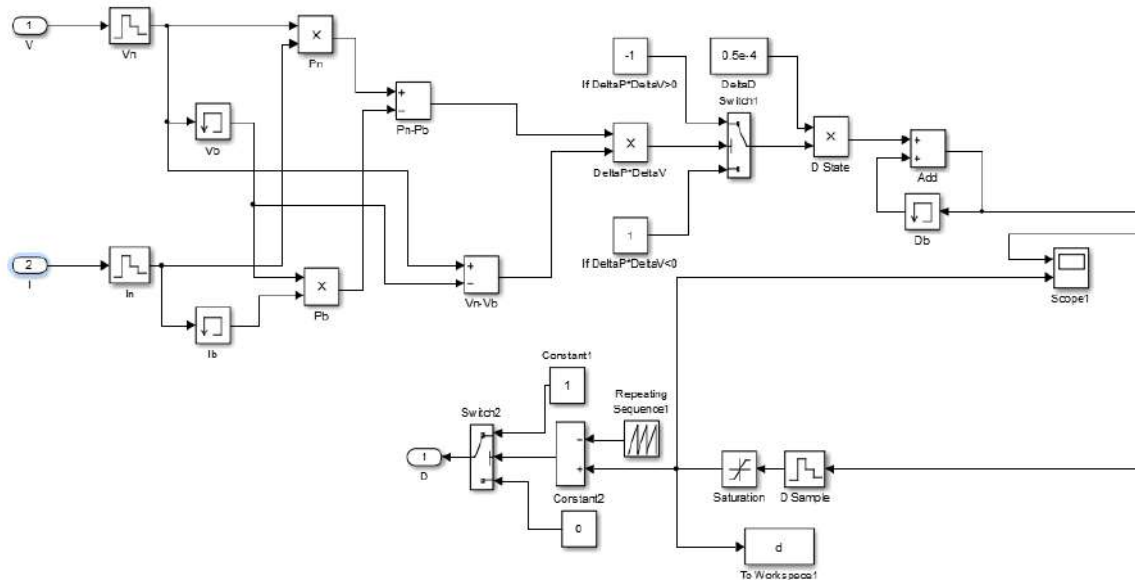 1
V
Vn
×
Pn
+
−
Pn-Pb
Vb
2
I
In
Ib
×
Pb
+
−
Vn-Vb
-1
If DeltaP*DeltaV>0
0.5e-4
DeltaD
Switch1
×
DeltaP*DeltaV
1
If DeltaP*DeltaV<0
×
D State
+
+
Add
Db
Scope1
Constant1
1
Repeating
Sequence1
Switch2
1
D
−
+
Constant2
0
Saturation
D Sample
d
To Workspace1